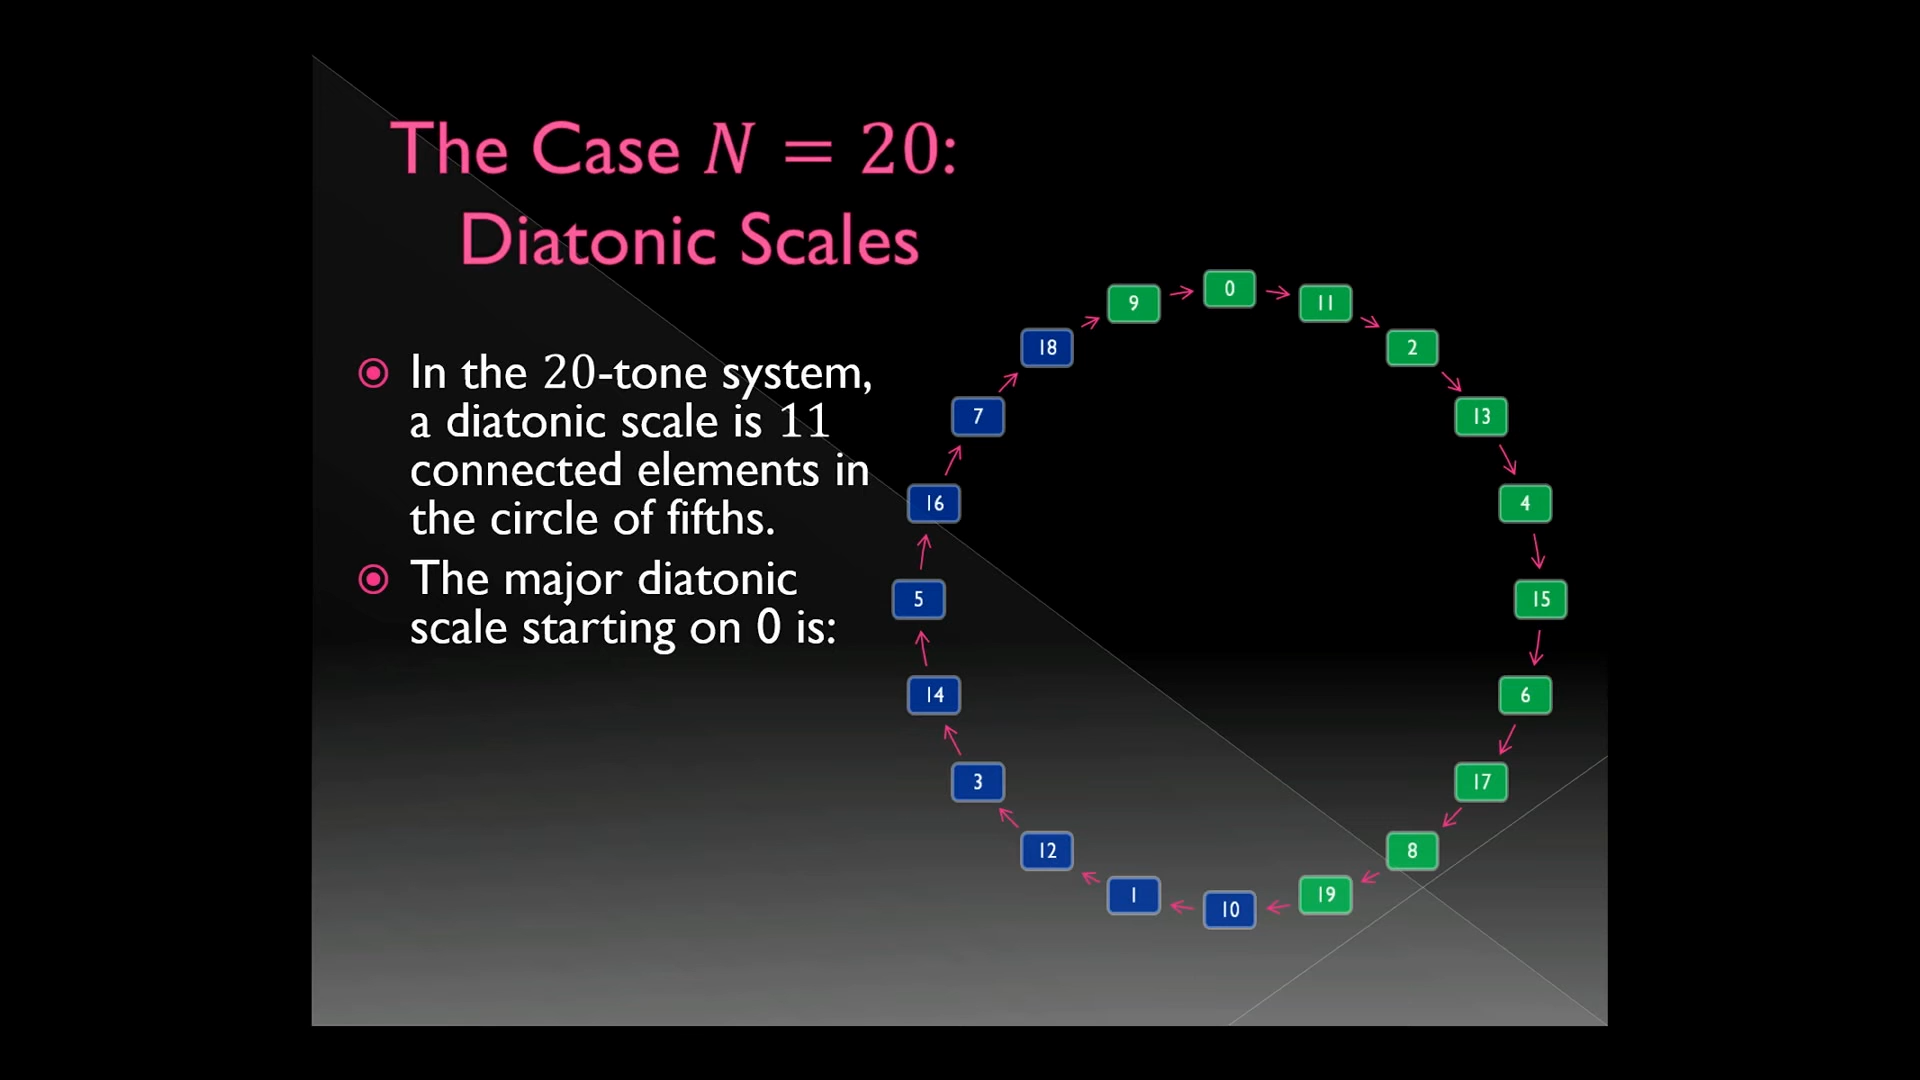 The Case N = 20:
Diatonic Scales
In the 20-tone system,
a diatonic scale is 11
connected elements in
the circle of fifths.
The major diatonic
scale starting on 0 is:
0
11
2
13
4
15
6
17
8
19
10
1
12
3
14
5
16
7
18
9